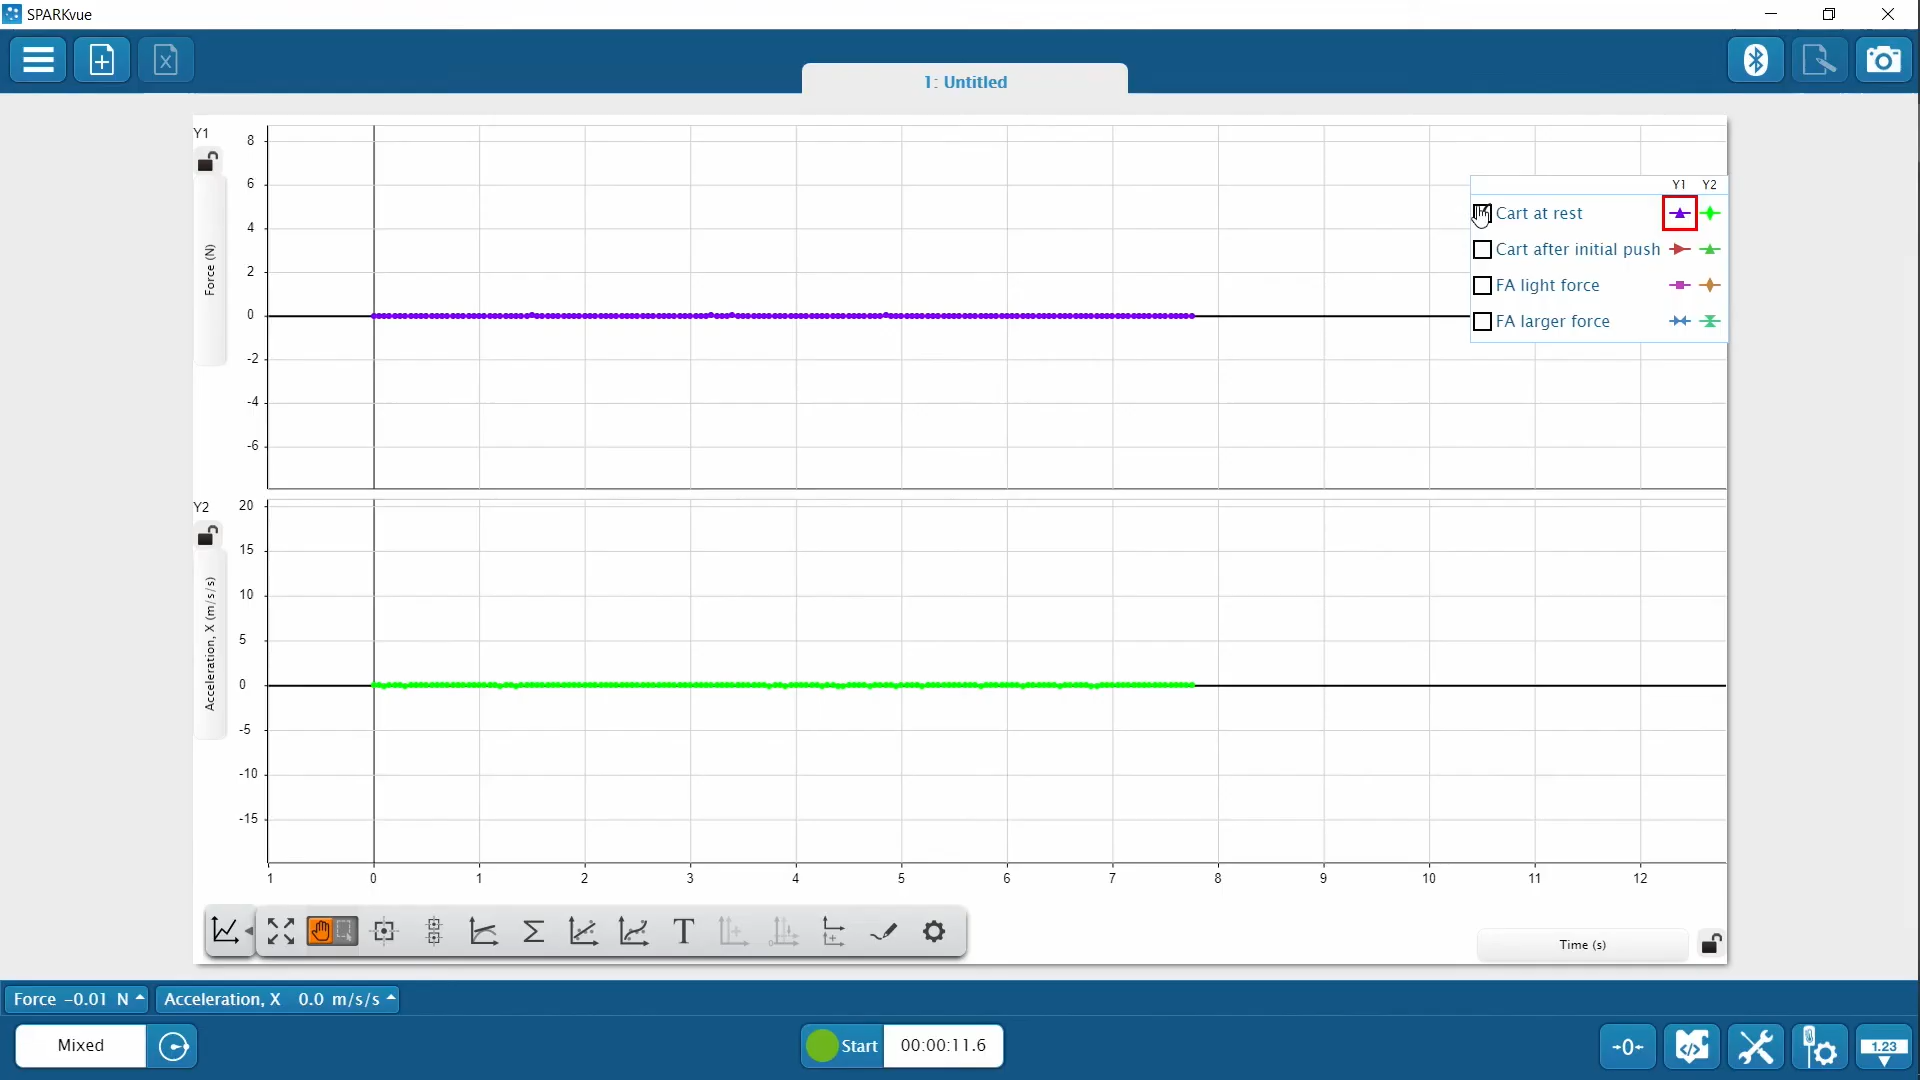 SPARKvue
1: Untitled
Y1
8
6
4
2
0
-2
-4
-6
Force (N)
Y1 Y2
Cart at rest
Cart after initial push
FA light force
FA larger force
Y2
20
15
10
5
0
-5
-10
-15
Acceleration, X (m/s/s)
1 0 1 2 3 4 5 6 7 8 9 10 11 12
Σ T
Time (s)
Force -0.01 N Acceleration, X 0.0 m/s/s
Mixed Start 00:00:11.6 →0← 1.23